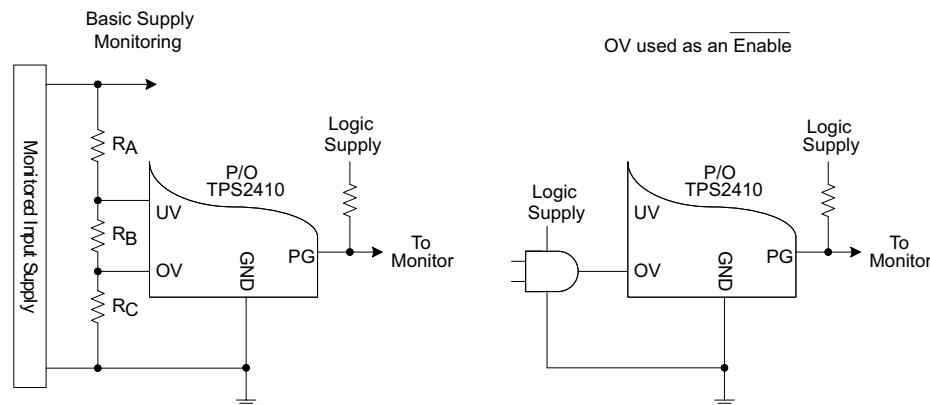 Basic Supply
Monitoring
Monitored Input Supply
RA
RB
RC
P/O
TPS2410
UV
OV
GND
PG
Logic
Supply
To
Monitor
OV used as an Enable
Logic
Supply
P/O
TPS2410
UV
OV
GND
PG
Logic
Supply
To
Monitor